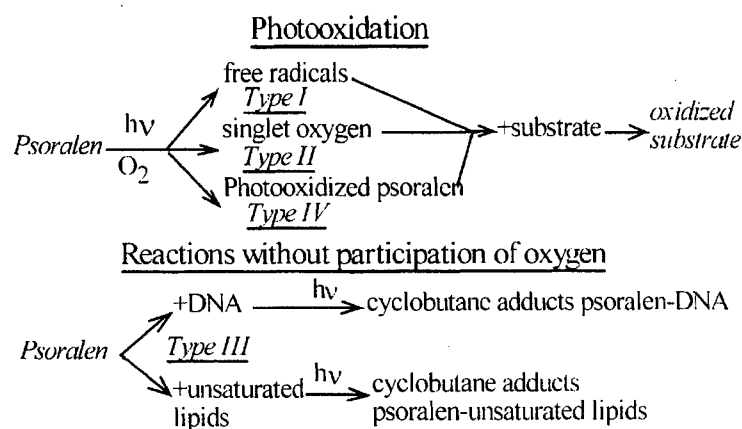 Photooxidation
free radicals
Type I
Psoralen hν O₂ singlet oxygen +substrate oxidized substrate
Type II
Photooxidized psoralen
Type IV
Reactions without participation of oxygen
+DNA hν cyclobutane adducts psoralen-DNA
Psoralen Type III
+unsaturated lipids hν cyclobutane adducts
psoralen-unsaturated lipids